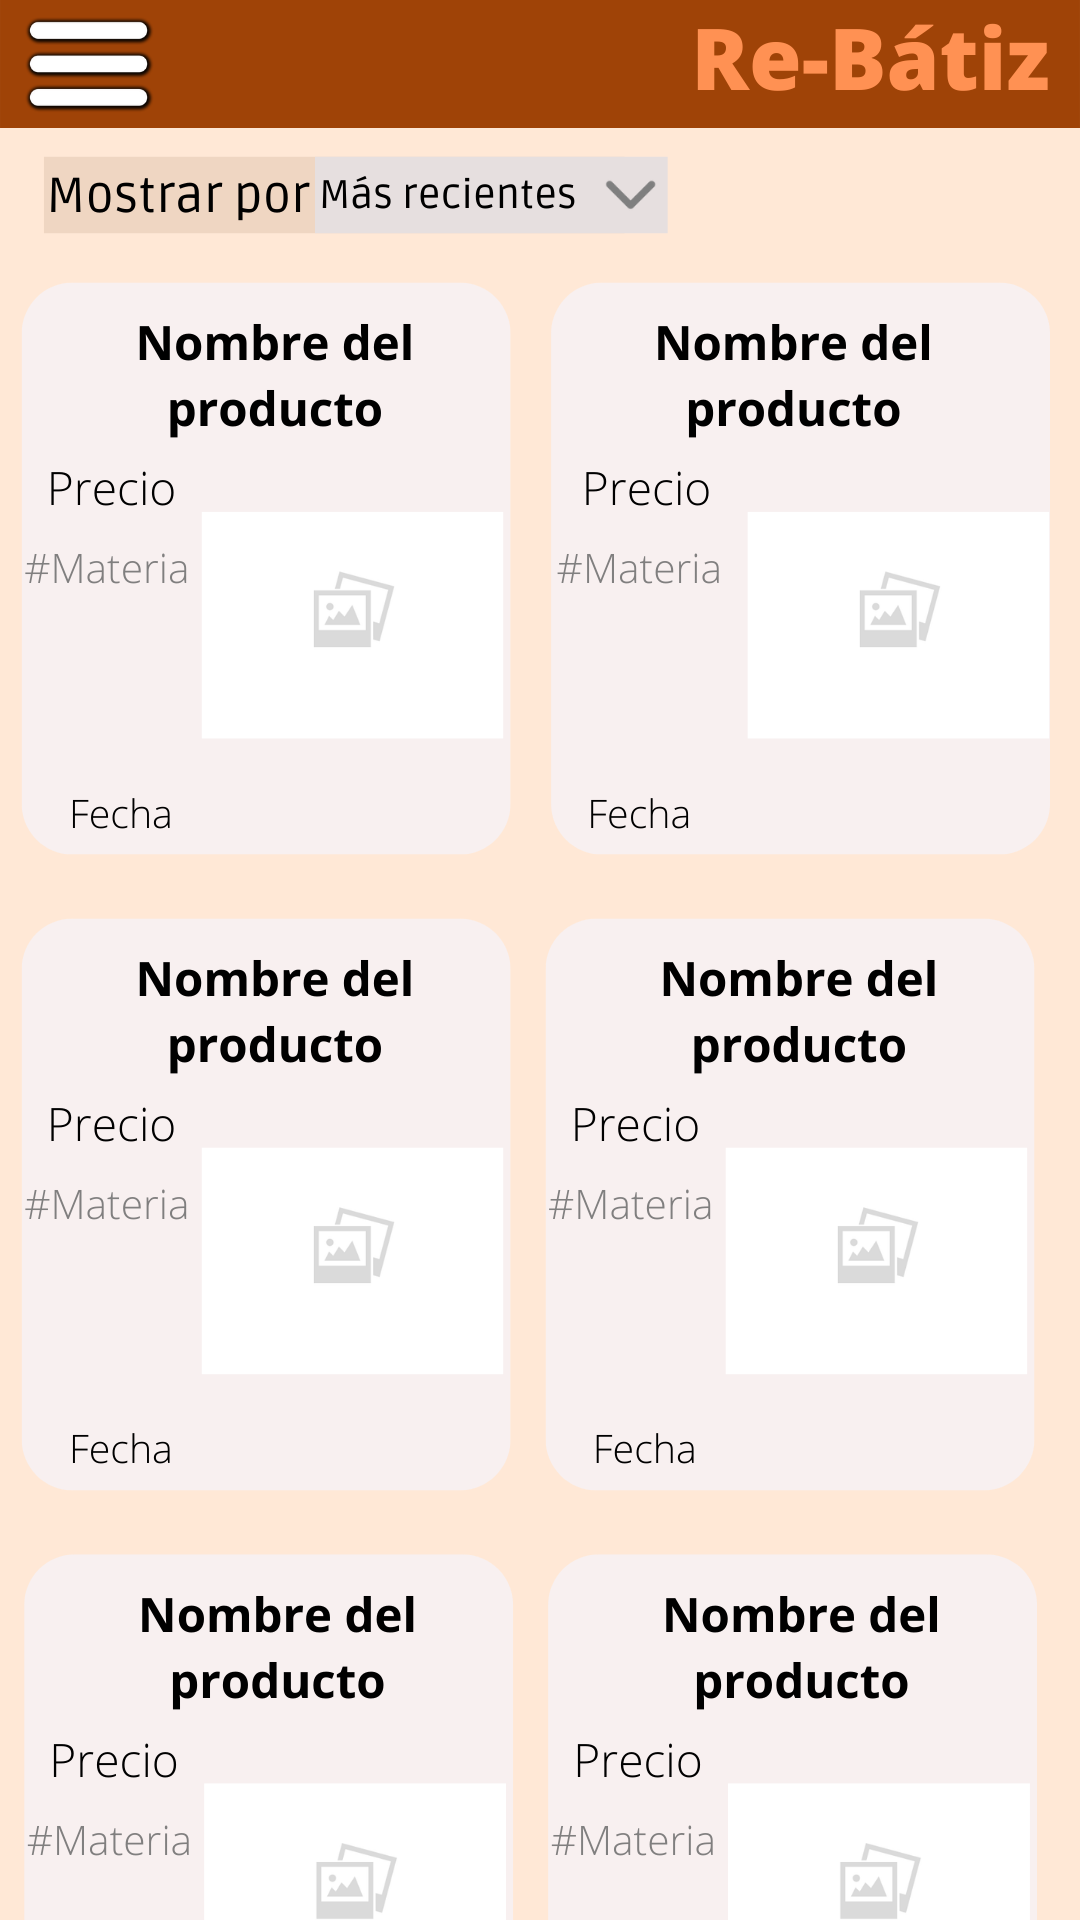 Re-Bátiz
Mostrar por Más recientes
Nombre del
producto
Precio
#Materia
Fecha
Nombre del
producto
Precio
#Materia
Fecha
Nombre del
producto
Precio
#Materia
Fecha
Nombre del
producto
Precio
#Materia
Fecha
Nombre del
producto
Precio
#Materia
Nombre del
producto
Precio
#Materia